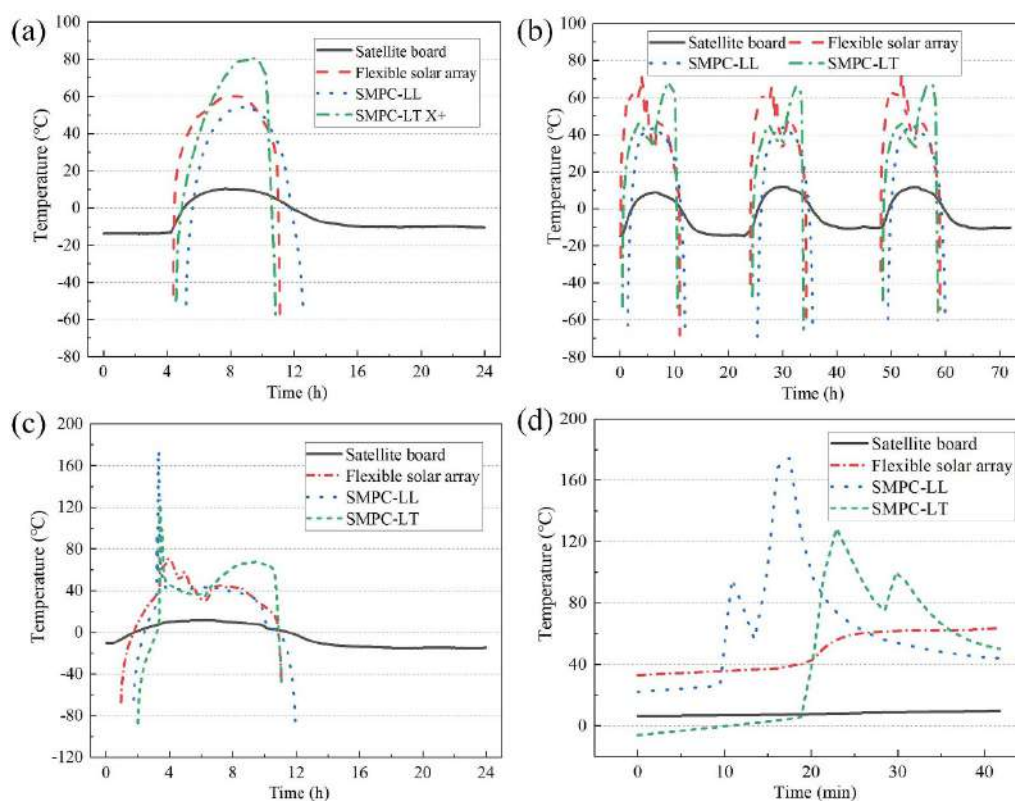 (a)
100
80
60
40
20
0
-20
-40
-60
-80
Temperature (°C)
Satellite board
Flexible solar array
SMPC-LL
SMPC-LT X+
0 4 8 12 16 20 24
Time (h)
(b)
100
80
60
40
20
0
-20
-40
-60
-80
Temperature (°C)
Satellite board Flexible solar array
SMPC-LL SMPC-LT
0 10 20 30 40 50 60 70
Time (h)
(c)
200
160
120
80
40
0
-40
-80
-120
Temperature (°C)
Satellite board
Flexible solar array
SMPC-LL
SMPC-LT
0 4 8 12 16 20 24
Time (h)
(d)
200
160
120
80
40
0
Temperature (°C)
Satellite board
Flexible solar array
SMPC-LL
SMPC-LT
0 10 20 30 40
Time (min)